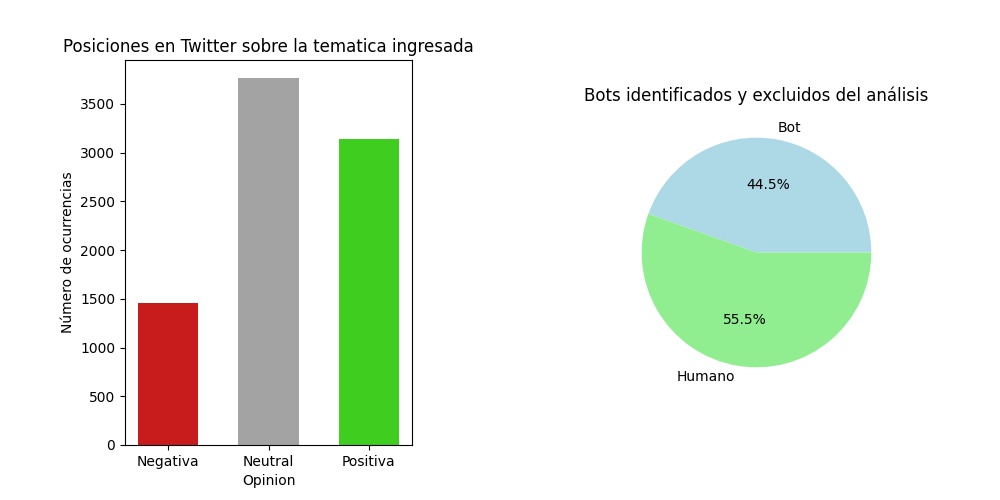 Posiciones en Twitter sobre la tematica ingresada
Número de ocurrencias
3500
3000
2500
2000
1500
1000
500
0
Negativa
Neutral
Positiva
Opinion
Bots identificados y excluidos del análisis
Bot
44.5%
55.5%
Humano